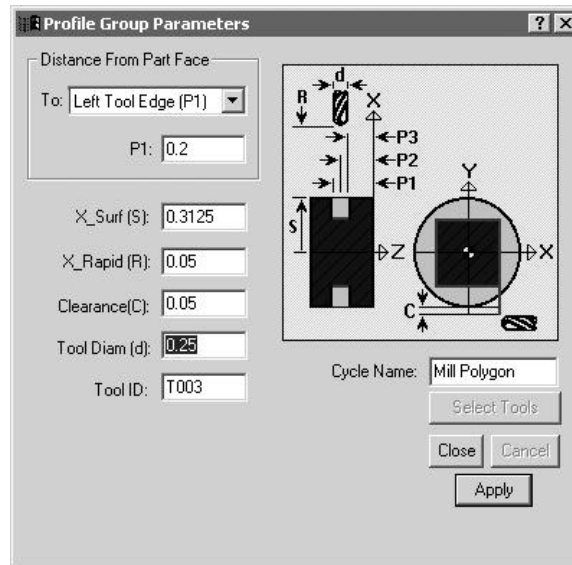 Profile Group Parameters
Distance From Part Face
To: Left Tool Edge (P1)
P1: 0.2
X_Surf (S): 0.3125
X_Rapid (R): 0.05
Clearance(C): 0.05
Tool Diam (d): 0.25
Tool ID: T003
d
R
X
P3
P2
P1
S
Z
Y
X
C
Cycle Name: Mill Polygon
Select Tools
Close Cancel
Apply